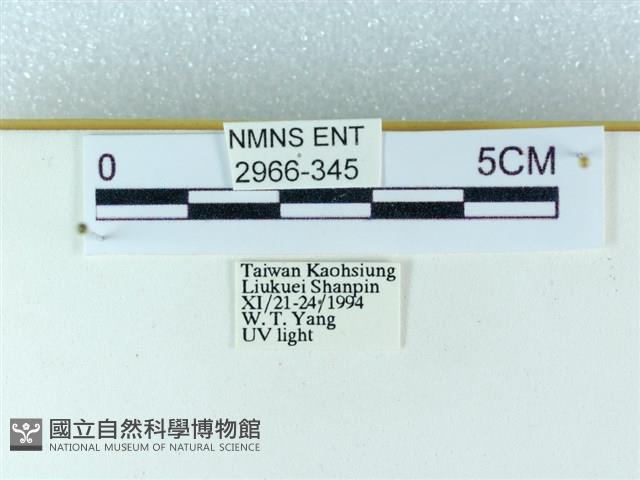 NMNS ENT
2966-345
0 5CM
Taiwan Kaohsiung
Liukuei Shanpin
XI/21-24/1994
W. T. Yang
UV light
國立自然科學博物館
NATIONAL MUSEUM OF NATURAL SCIENCE